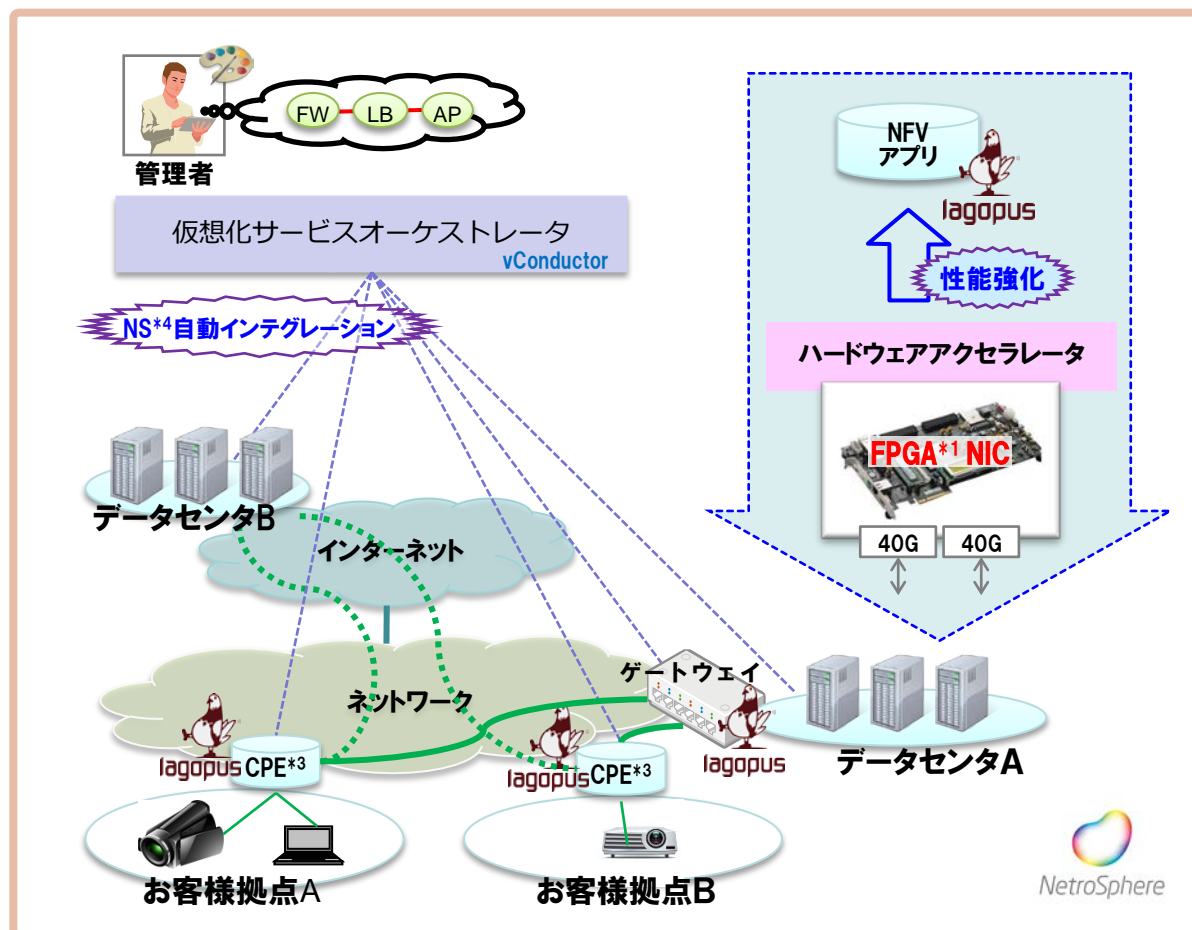 FW
LB
AP
管理者
仮想化サービスオーケストレータ
vConductor
NS*4自動インテグレーション
NFV
アプリ
lagopus
性能強化
ハードウェアアクセラレータ
FPGA*1 NIC
40G
40G
データセンタB
インターネット
ネットワーク
ゲートウェイ
lagopus
CPE*3
lagopus
CPE*3
lagopus
データセンタA
お客様拠点A
お客様拠点B
NetroSphere